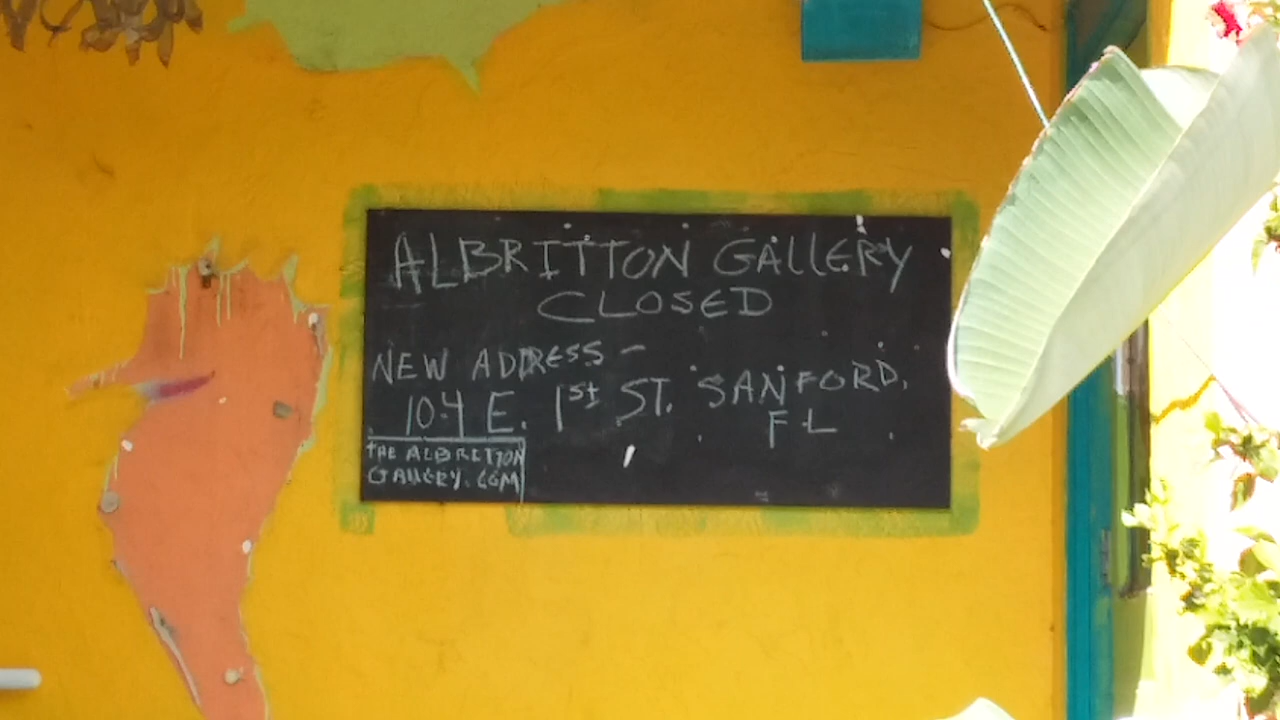 ALBRITTON GALLERY
CLOSED
NEW ADDRESS -
104 E. 1st ST. SANFORD,
FL
THE ALBRITTON
GALLERY.COM